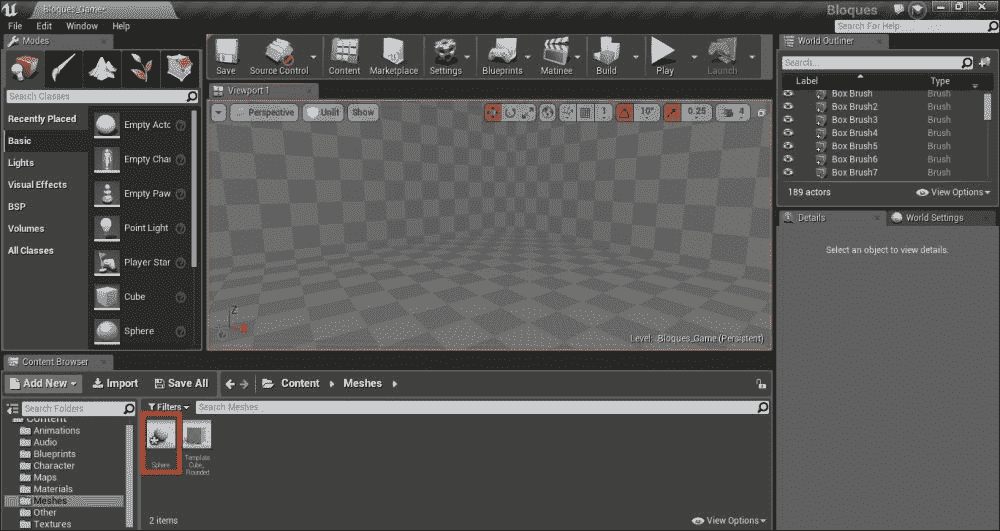 Bloques_Game*
Bloques
File Edit Window Help
Search For Help
Modes
Search Classes
Recently Placed
Basic
Lights
Visual Effects
BSP
Volumes
All Classes
Empty Acto
Empty Char
Empty Paw
Point Light
Player Star
Cube
Sphere
Save
Source Control
Content
Marketplace
Settings
Blueprints
Matinee
Build
Play
Launch
Viewport 1
Perspective
Unlit
Show
10°
0.25
4
Z
Level: Bloques_Game (Persistent)
World Outliner
Search...
Label Type
Box Brush Brush
Box Brush2 Brush
Box Brush3 Brush
Box Brush4 Brush
Box Brush5 Brush
Box Brush6 Brush
Box Brush7 Brush
189 actors
View Options
Details
World Settings
Select an object to view details.
Content Browser
Add New
Import
Save All
Content
Meshes
Search Folders
Content
Animations
Audio
Blueprints
Character
Maps
Materials
Meshes
Other
Textures
Filters
Search Meshes
Sphere
Template
Cube_
Rounded
2 items
View Options